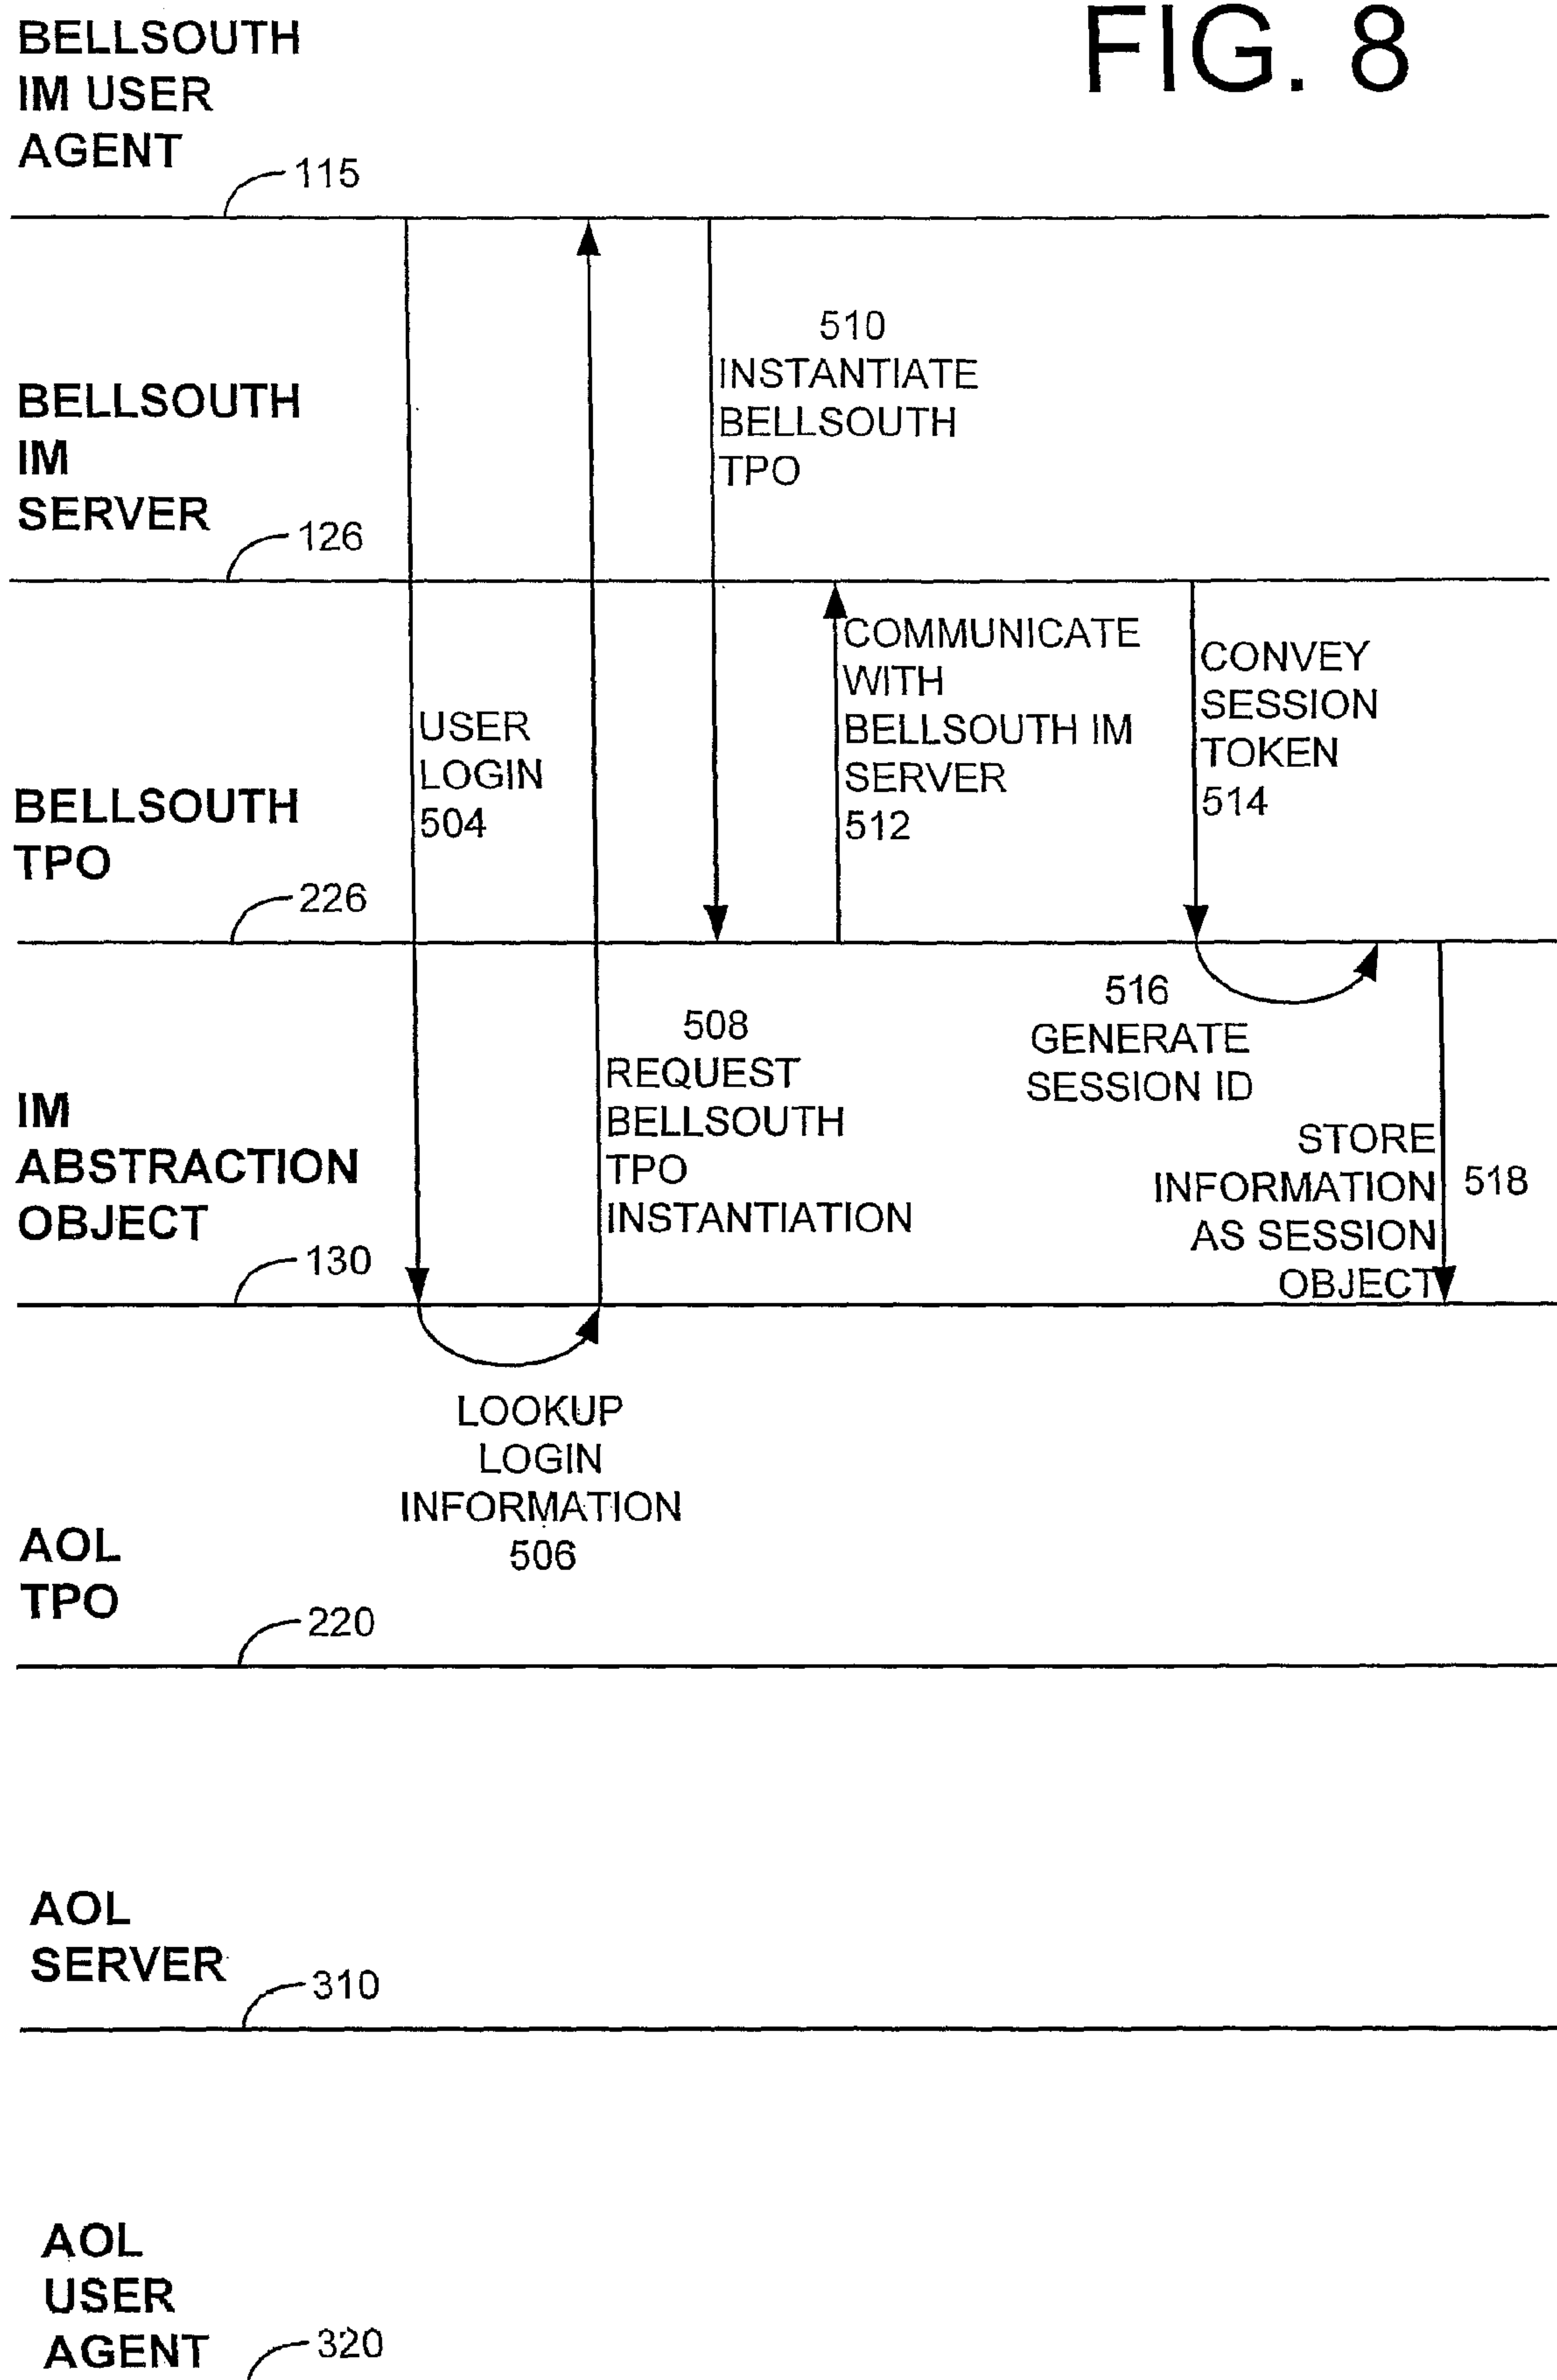 FIG. 8
BELLSOUTH
IM USER
AGENT
115
510
INSTANTIATE
BELLSOUTH
TPO
BELLSOUTH
IM
SERVER
126
COMMUNICATE
WITH
BELLSOUTH IM
SERVER
512
CONVEY
SESSION
TOKEN
514
USER
LOGIN
504
BELLSOUTH
TPO
226
516
GENERATE
SESSION ID
508
REQUEST
BELLSOUTH
TPO
INSTANTIATION
STORE
INFORMATION
AS SESSION
OBJECT
518
IM
ABSTRACTION
OBJECT
130
LOOKUP
LOGIN
INFORMATION
506
AOL
TPO
220
AOL
SERVER
310
AOL
USER
AGENT
320